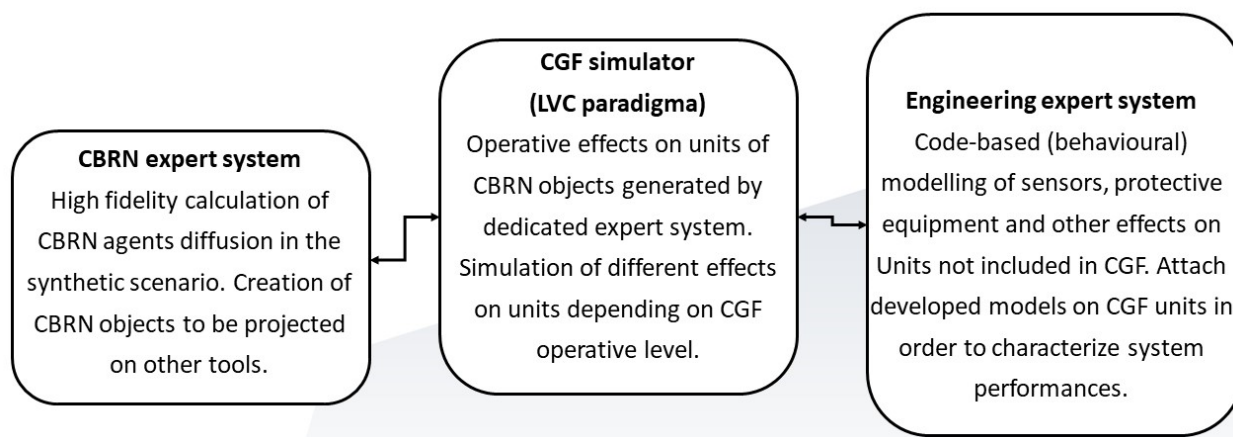 CBRN expert system
High fidelity calculation of
CBRN agents diffusion in the
synthetic scenario. Creation of
CBRN objects to be projected
on other tools.
CGF simulator
(LVC paradigma)
Operative effects on units of
CBRN objects generated by
dedicated expert system.
Simulation of different effects
on units depending on CGF
operative level.
Engineering expert system
Code-based (behavioural)
modelling of sensors, protective
equipment and other effects on
Units not included in CGF. Attach
developed models on CGF units in
order to characterize system
performances.